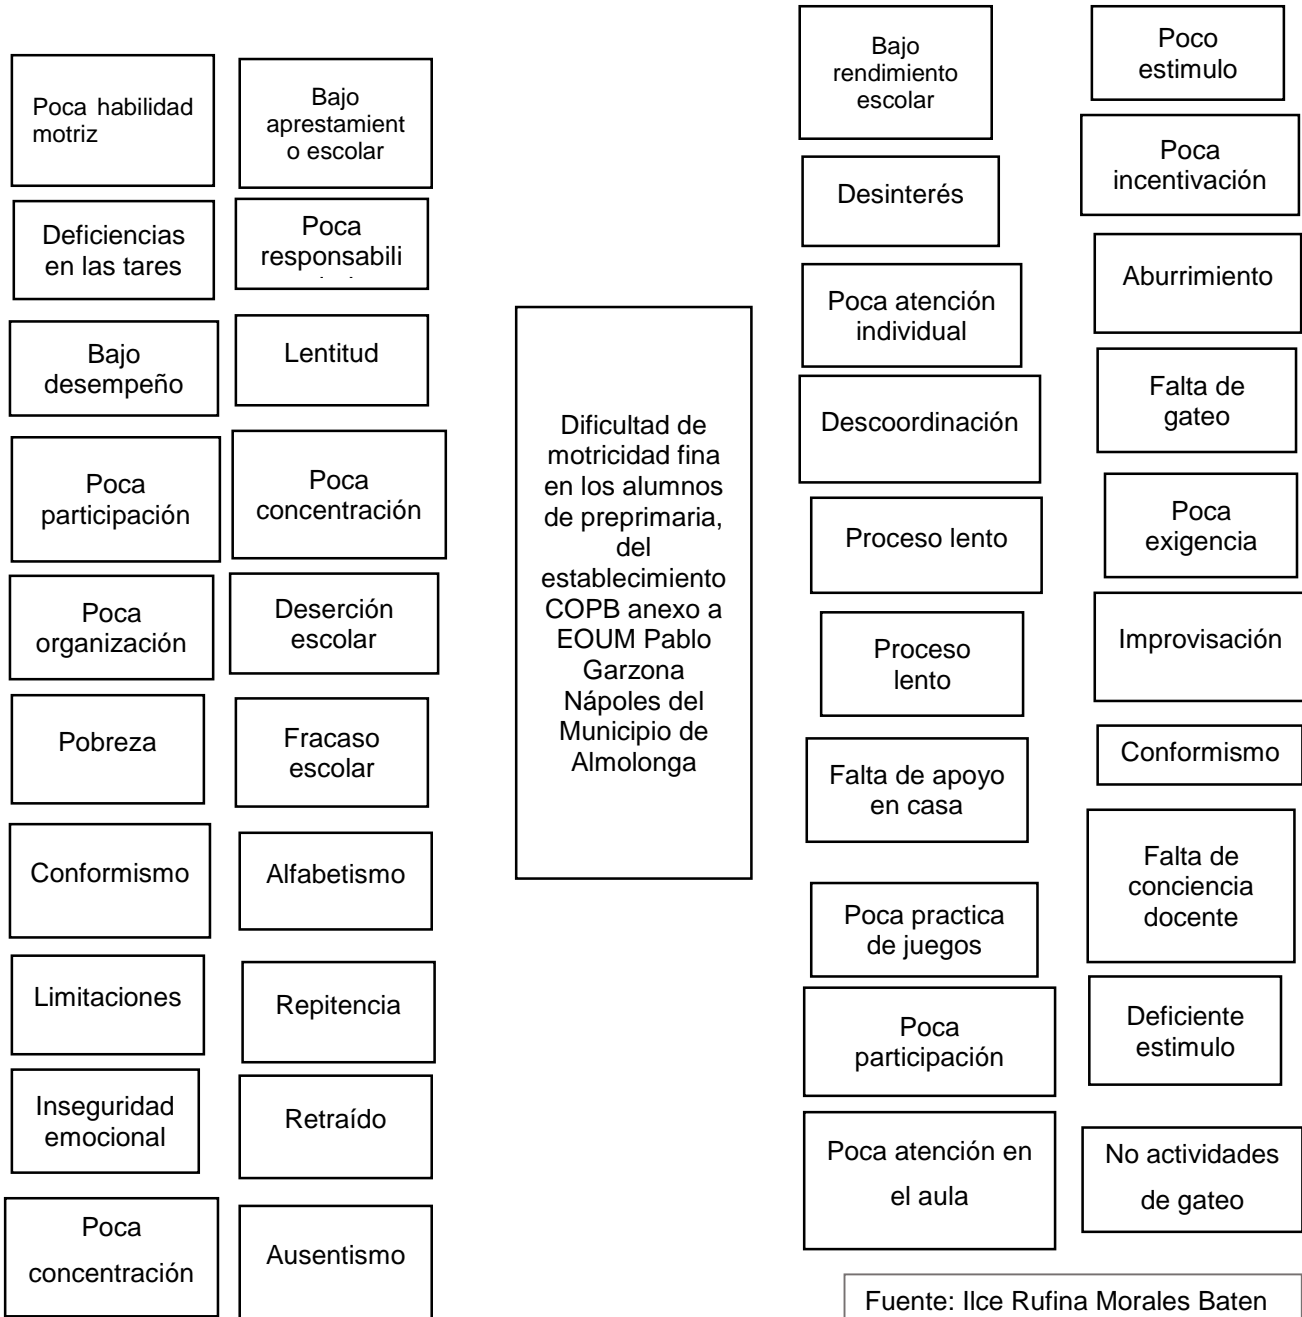 Poca habilidad
motriz
Bajo
aprestamient
o escolar
Deficiencias
en las tares
Poca
responsabili
Bajo
desempeño
Lentitud
Poca
participación
Poca
concentración
Poca
organización
Deserción
escolar
Pobreza
Fracaso
escolar
Conformismo
Alfabetismo
Limitaciones
Repitencia
Inseguridad
emocional
Retraído
Poca
concentración
Ausentismo
Dificultad de
motricidad fina
en los alumnos
de preprimaria,
del
establecimiento
COPB anexo a
EOUM Pablo
Garzona
Nápoles del
Municipio de
Almolonga
Bajo
rendimiento
escolar
Poco
estimulo
Desinterés
Poca
incentivación
Poca atención
individual
Aburrimiento
Descoordinación
Falta de
gateo
Proceso lento
Poca
exigencia
Proceso
lento
Improvisación
Falta de apoyo
en casa
Conformismo
Poca practica
de juegos
Falta de
conciencia
docente
Poca
participación
Deficiente
estimulo
Poca atención en
el aula
No actividades
de gateo
Fuente: Ilce Rufina Morales Baten